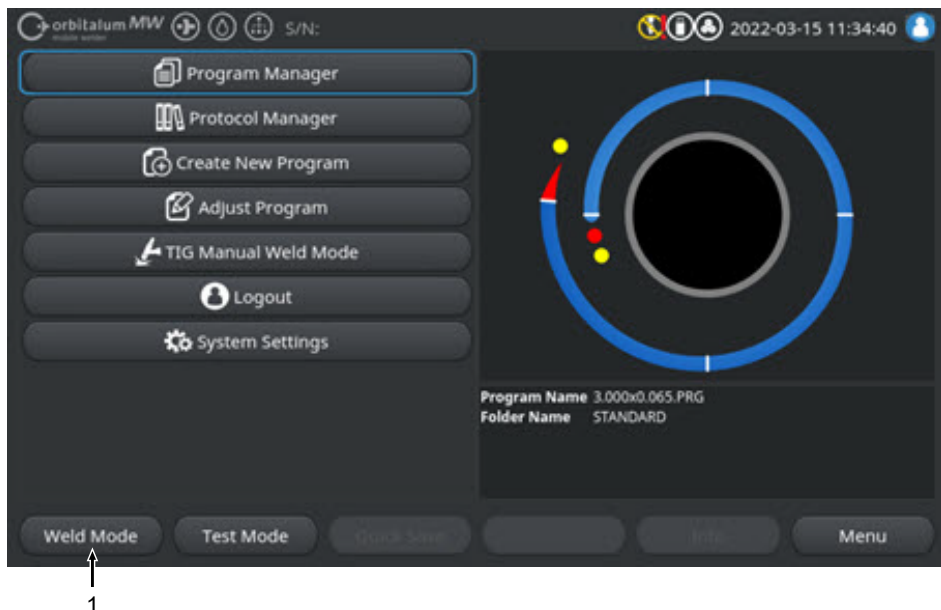 orbitalum MW S/N: 2022-03-15 11:34:40
mobile welder
Program Manager
Protocol Manager
Create New Program
Adjust Program
TIG Manual Weld Mode
Logout
System Settings
Program Name 3.000x0.065.PRG
Folder Name STANDARD
Weld Mode Test Mode Quick Save Info Menu
1